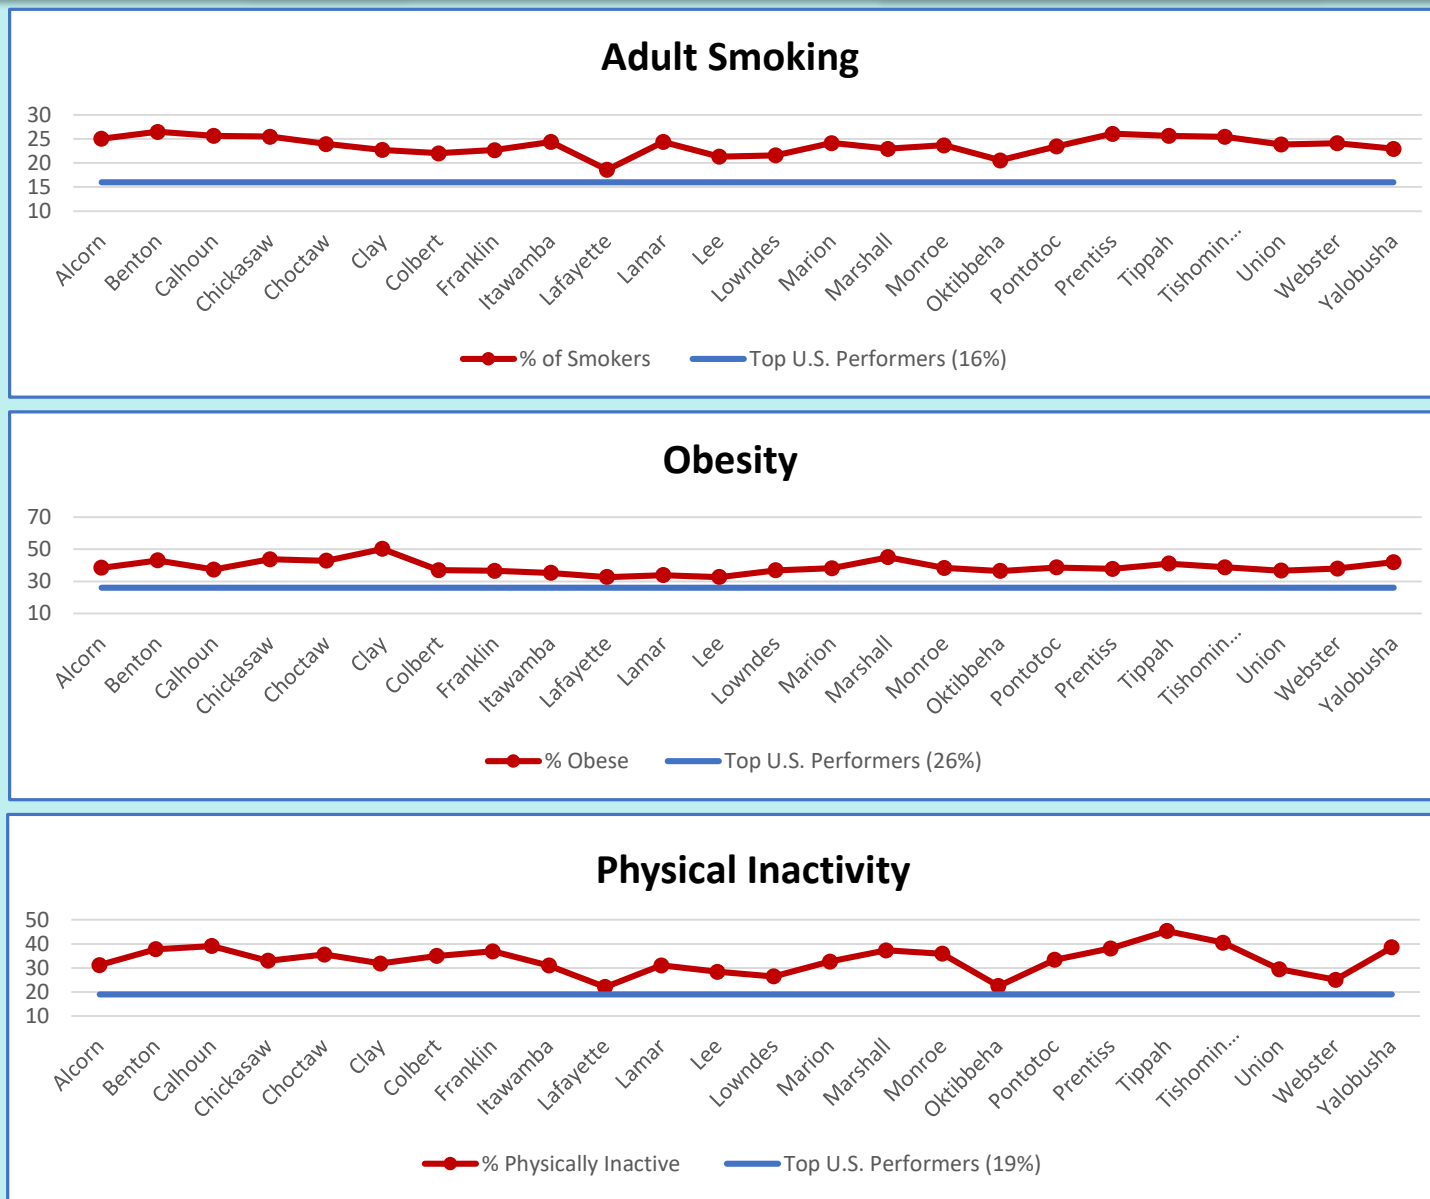 Adult Smoking
30
25
20
15
10
Alcorn
Benton
Calhoun
Chickasaw
Choctaw
Clay
Colbert
Franklin
Itawamba
Lafayette
Lamar
Lee
Lowndes
Marion
Marshall
Monroe
Oktibbeha
Pontotoc
Prentiss
Tippah
Tishomin...
Union
Webster
Yalobusha
% of Smokers
Top U.S. Performers (16%)
Obesity
70
50
30
10
Alcorn
Benton
Calhoun
Chickasaw
Choctaw
Clay
Colbert
Franklin
Itawamba
Lafayette
Lamar
Lee
Lowndes
Marion
Marshall
Monroe
Oktibbeha
Pontotoc
Prentiss
Tippah
Tishomin...
Union
Webster
Yalobusha
% Obese
Top U.S. Performers (26%)
Physical Inactivity
50
40
30
20
10
Alcorn
Benton
Calhoun
Chickasaw
Choctaw
Clay
Colbert
Franklin
Itawamba
Lafayette
Lamar
Lee
Lowndes
Marion
Marshall
Monroe
Oktibbeha
Pontotoc
Prentiss
Tippah
Tishomin...
Union
Webster
Yalobusha
% Physically Inactive
Top U.S. Performers (19%)